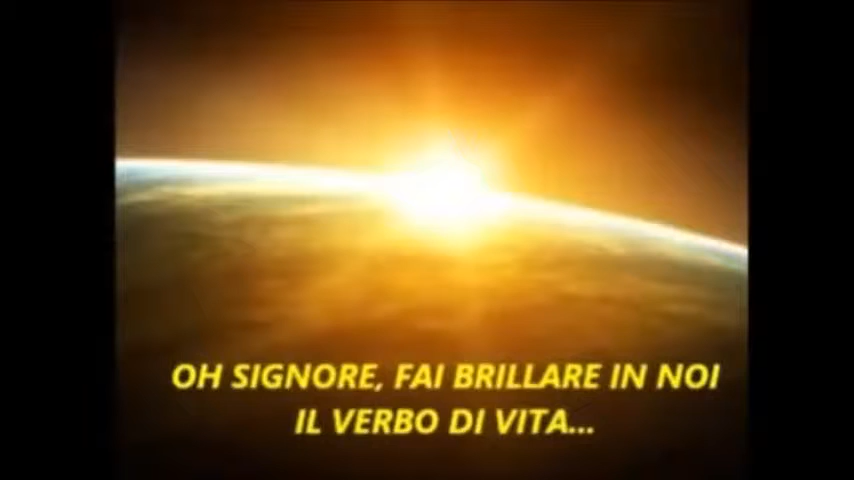 OH SIGNORE, FAI BRILLARE IN NOI
IL VERBO DI VITA...